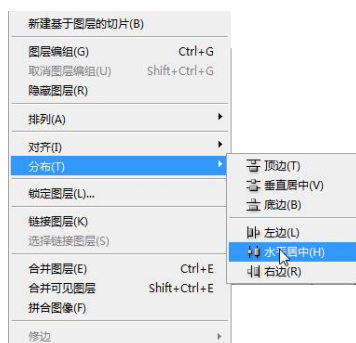 新建基于图层的切片(B)
图层编组(G) Ctrl+G
取消图层编组(U) Shift+Ctrl+G
隐藏图层(R)
排列(A)
对齐(I)
分布(T)
顶边(T)
垂直居中(V)
底边(B)
锁定图层(L)...
链接图层(K)
选择链接图层(S)
左边(L)
水平居中(H)
右边(R)
合并图层(E) Ctrl+E
合并可见图层 Shift+Ctrl+E
拼合图像(F)
修边